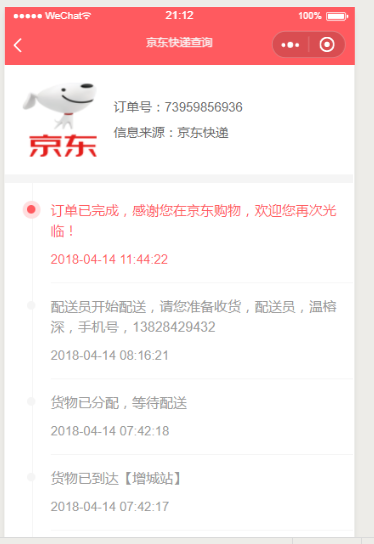 WeChat
21:12
100%
京东快递查询
京东
订单号：73959856936
信息来源：京东快递
订单已完成，感谢您在京东购物，欢迎您再次光
临！
2018-04-14 11:44:22
配送员开始配送，请您准备收货，配送员，温榕
深，手机号，13828429432
2018-04-14 08:16:21
货物已分配，等待配送
2018-04-14 07:42:18
货物已到达【增城站】
2018-04-14 07:42:17